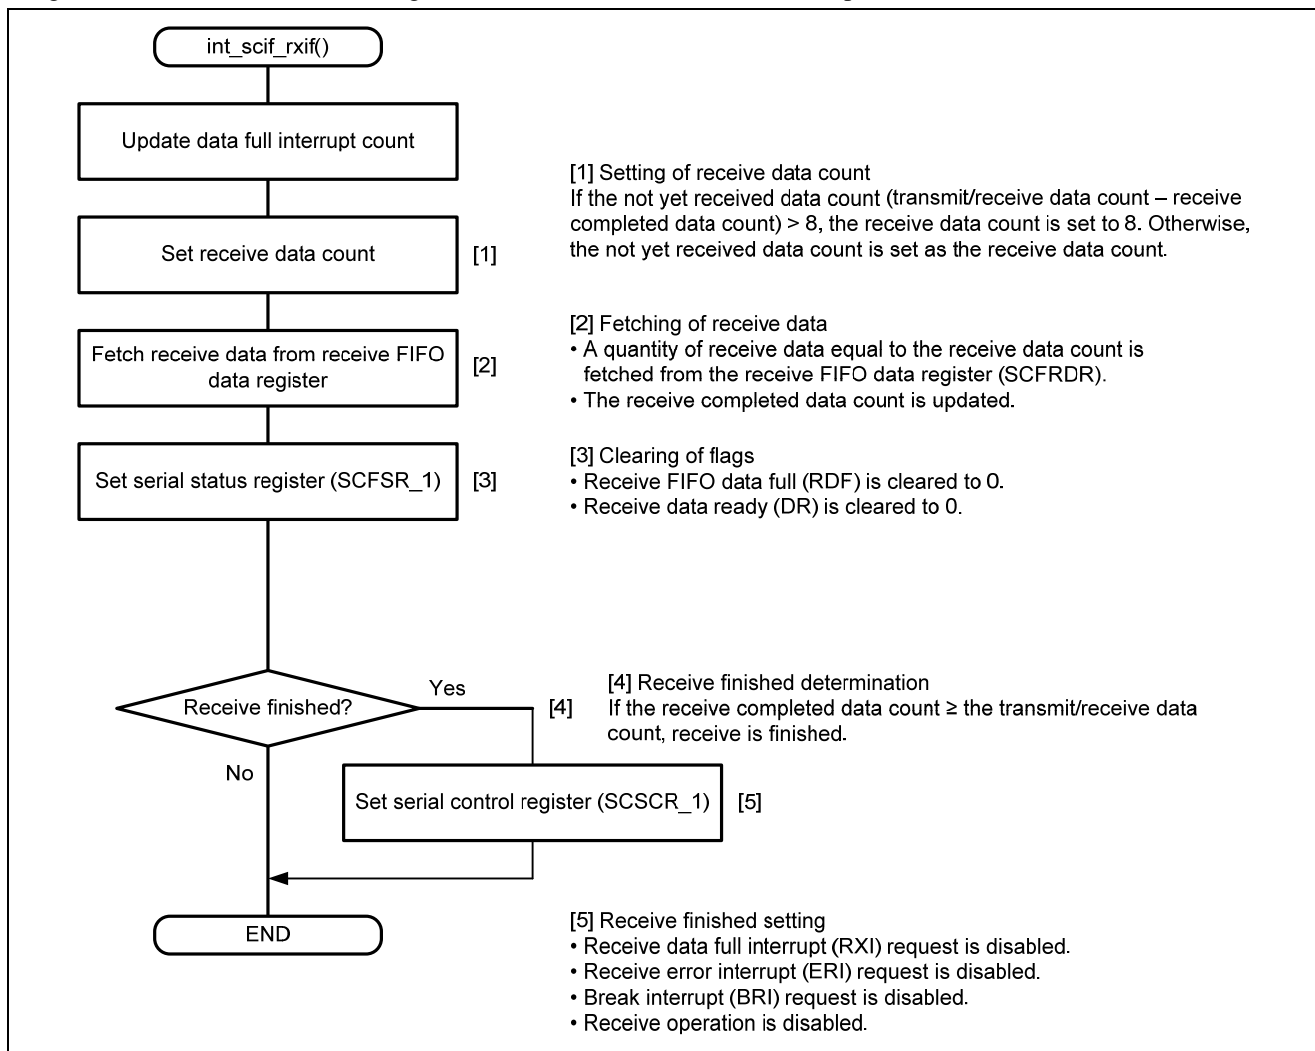 int_scif_rxif()
Update data full interrupt count
[1] Setting of receive data count
If the not yet received data count (transmit/receive data count – receive
completed data count) > 8, the receive data count is set to 8. Otherwise,
the not yet received data count is set as the receive data count.
Set receive data count
[1]
[2] Fetching of receive data
• A quantity of receive data equal to the receive data count is
fetched from the receive FIFO data register (SCFRDR).
• The receive completed data count is updated.
Fetch receive data from receive FIFO
data register
[2]
[3] Clearing of flags
• Receive FIFO data full (RDF) is cleared to 0.
• Receive data ready (DR) is cleared to 0.
Set serial status register (SCFSR_1)
[3]
Receive finished?
Yes
No
[4]
[4] Receive finished determination
If the receive completed data count ≥ the transmit/receive data
count, receive is finished.
Set serial control register (SCSCR_1)
[5]
END
[5] Receive finished setting
• Receive data full interrupt (RXI) request is disabled.
• Receive error interrupt (ERI) request is disabled.
• Break interrupt (BRI) request is disabled.
• Receive operation is disabled.